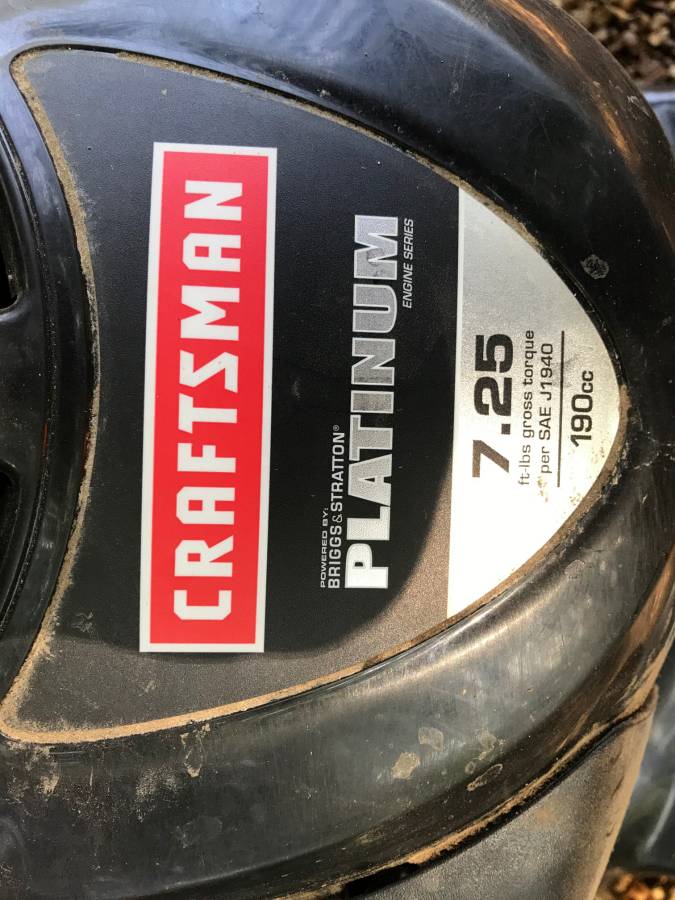 CRAFTSMAN
POWERED BY:
BRIGGS & STRATTON®
PLATINUM
ENGINE SERIES
7.25
ft-lbs gross torque
per SAE J1940
190cc